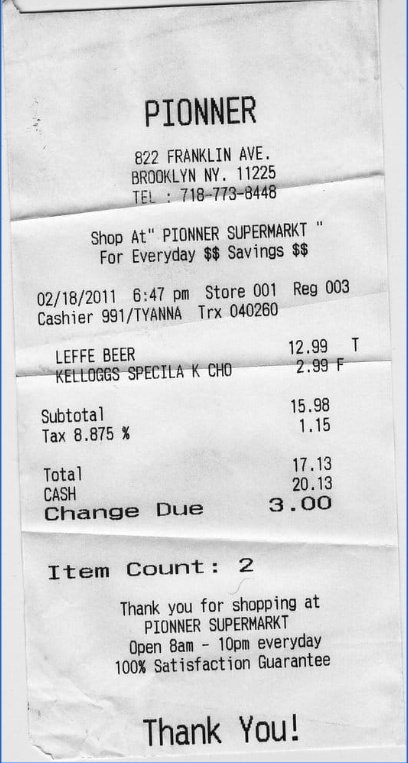 PIONNER
822 FRANKLIN AVE.
BROOKLYN NY. 11225
TEL : 718-773-8448
Shop At" PIONNER SUPERMARKT "
For Everyday $$ Savings $$
02/18/2011 6:47 pm Store 001 Reg 003
Cashier 991/TYANNA Trx 040260
LEFFE BEER 12.99 T
KELLOGGS SPECILA K CHO 2.99 F
Subtotal 15.98
Tax 8.875 % 1.15
Total 17.13
CASH 20.13
Change Due 3.00
Item Count: 2
Thank you for shopping at
PIONNER SUPERMARKT
Open 8am - 10pm everyday
100% Satisfaction Guarantee
Thank You!